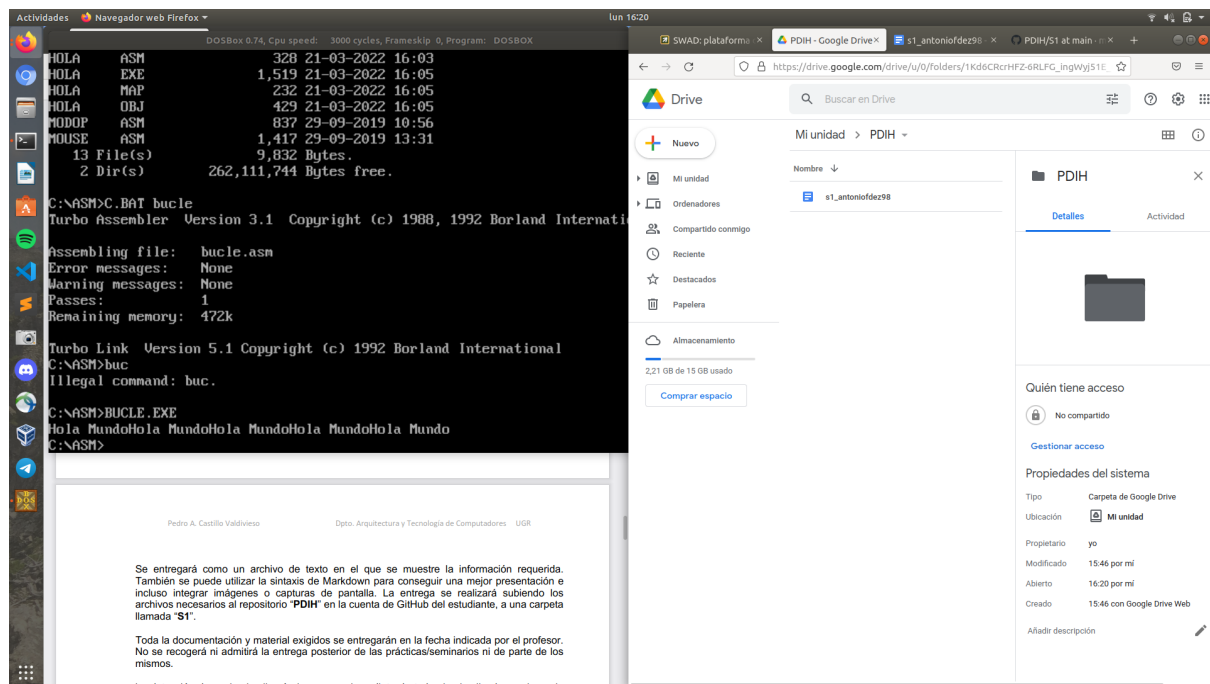 Actividades
Navegador web Firefox
lun 16:20
DOSBox 0.74, Cpu speed: 3000 cycles, Frameskip 0, Program: DOSBOX
HOLA ASM 328 21-03-2022 16:03
HOLA EXE 1,519 21-03-2022 16:05
HOLA MAP 232 21-03-2022 16:05
HOLA OBJ 429 21-03-2022 16:05
MODOP ASM 837 29-09-2019 10:56
MOUSE ASM 1,417 29-09-2019 13:31
13 File(s) 9,832 Bytes.
2 Dir(s) 262,111,744 Bytes free.
C:\ASM>C.BAT bucle
Turbo Assembler Version 3.1 Copyright (c) 1988, 1992 Borland Internati
Assembling file: bucle.asm
Error messages: None
Warning messages: None
Passes: 1
Remaining memory: 472k
Turbo Link Version 5.1 Copyright (c) 1992 Borland International
C:\ASM>buc
Illegal command: buc.
C:\ASM>BUCLE.EXE
Hola MundoHola MundoHola MundoHola MundoHola Mundo
C:\ASM>
Pedro A. Castillo Valdivieso Dpto. Arquitectura y Tecnología de Computadores UGR
Se entregará como un archivo de texto en el que se muestre la información requerida.
También se puede utilizar la sintaxis de Markdown para conseguir una mejor presentación e
incluso integrar imágenes o capturas de pantalla. La entrega se realizará subiendo los
archivos necesarios al repositorio "PDIH" en la cuenta de GitHub del estudiante, a una carpeta
llamada "S1".
Toda la documentación y material exigidos se entregarán en la fecha indicada por el profesor.
No se recogerá ni admitirá la entrega posterior de las prácticas/seminarios ni de parte de los
mismos.
SWAD: plataforma
PDIH - Google Drive
s1_antoniofdez98 -
PDIH/S1 at main ·
https://drive.google.com/drive/u/0/folders/1Kd6CRcrHFZ-6RLFG_ingWyj51E
Drive
Buscar en Drive
Nuevo
Mi unidad
Ordenadores
Compartido conmigo
Reciente
Destacados
Papelera
Almacenamiento
2,21 GB de 15 GB usado
Comprar espacio
Mi unidad > PDIH
Nombre
s1_antoniofdez98
PDIH
Detalles
Actividad
Quién tiene acceso
No compartido
Gestionar acceso
Propiedades del sistema
Tipo Carpeta de Google Drive
Ubicación Mi unidad
Propietario yo
Modificado 15:46 por mí
Abierto 16:20 por mí
Creado 15:46 con Google Drive Web
Añadir descripción